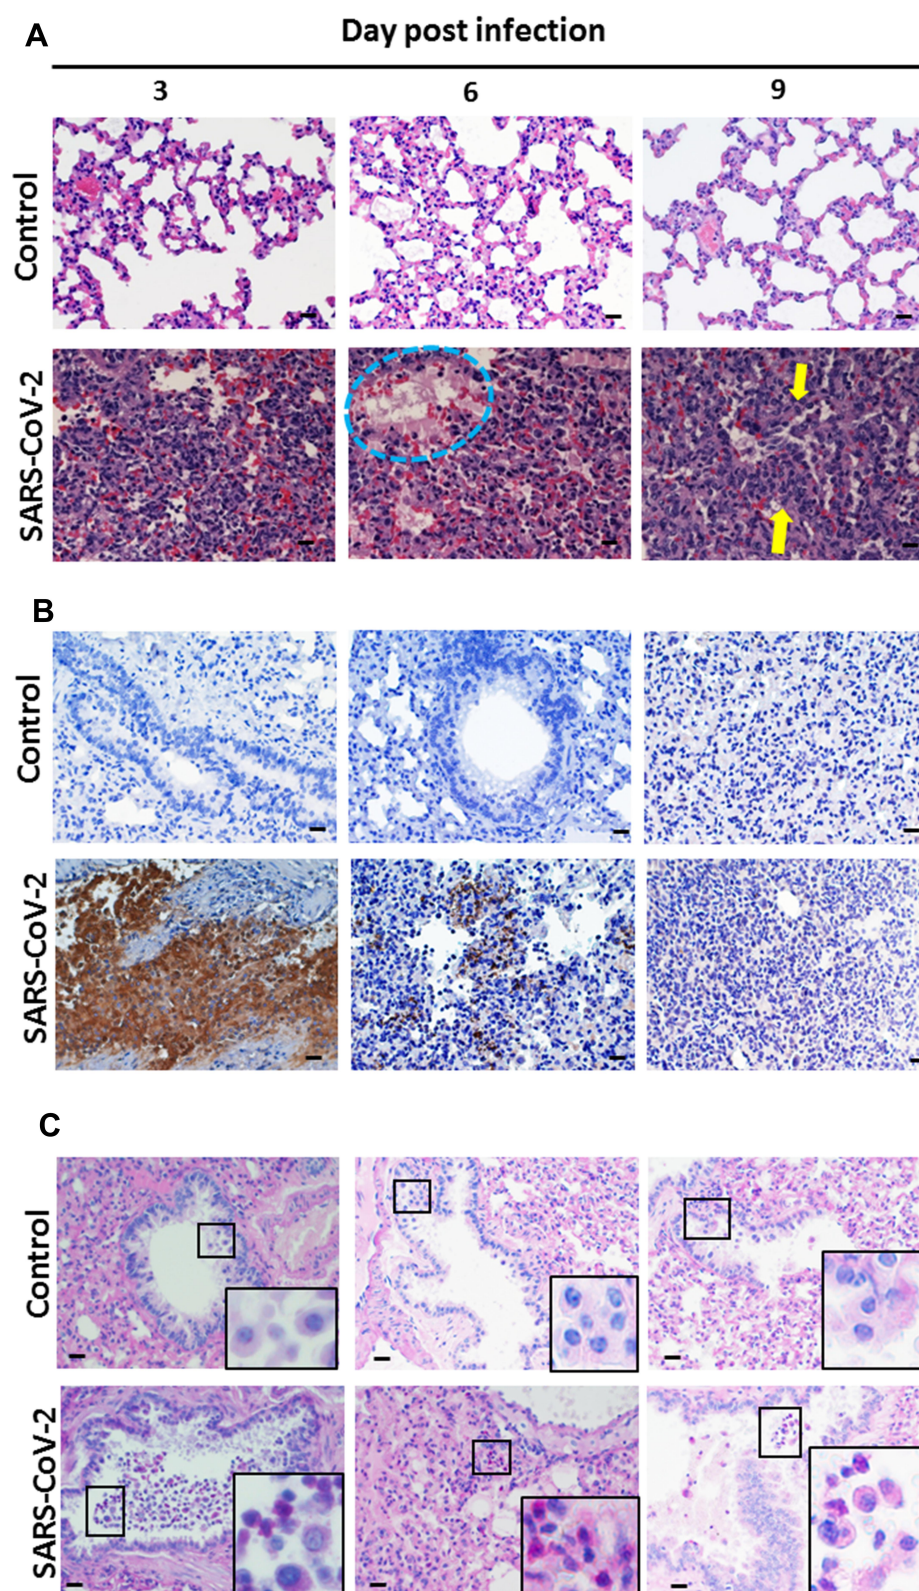 A
Day post infection
3 6 9
Control
SARS-CoV-2
B
Control
SARS-CoV-2
C
Control
SARS-CoV-2